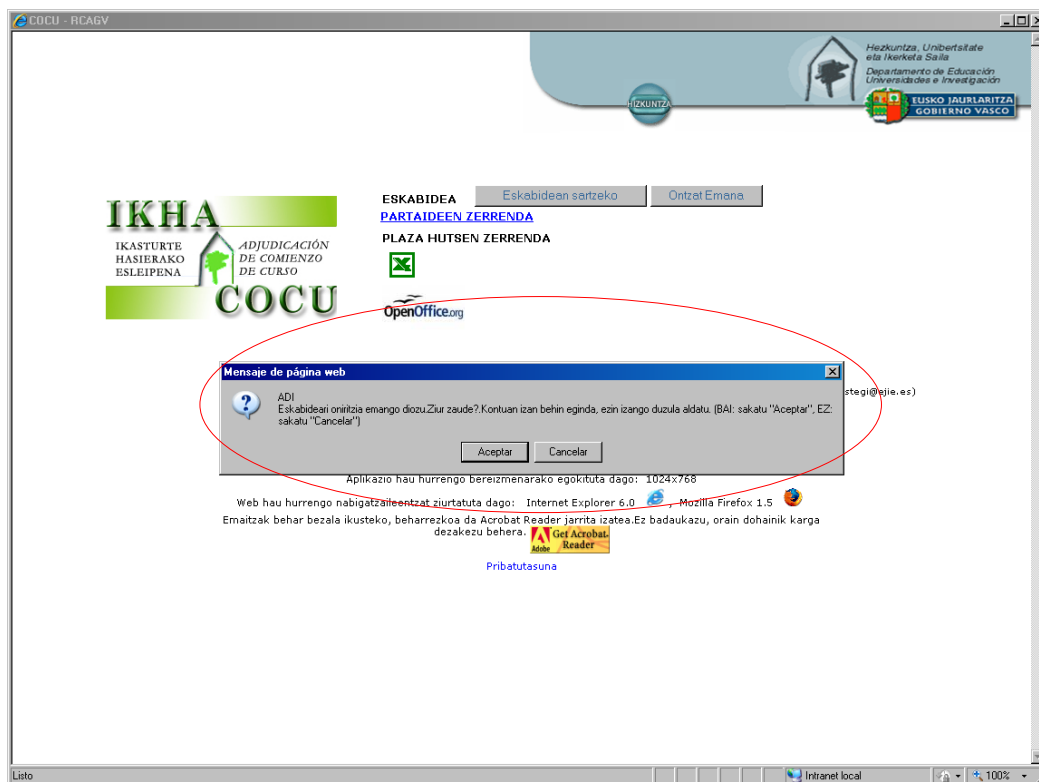 COCU - RCAGV
Hezkuntza, Unibertsitate
eta Ikerketa Saila
Departamento de Educación
Universidades e Investigación
HIZKUNTZA
EUSKO JAURLARITZA
GOBIERNO VASCO
ESKABIDEA Eskabidean sartzeko Ontzat Emana
PARTAIDEEN ZERRENDA
PLAZA HUTSEN ZERRENDA
IKHA
IKASTURTE
HASIERAKO
ESLEIPENA
ADJUDICACIÓN
DE COMIENZO
DE CURSO
COCU
OpenOffice.org
Mensaje de página web
stegi@ejie.es)
ADI
Eskabideari oniritzia emango diozu.Ziur zaude?.Kontuan izan behin eginda, ezin izango duzula aldatu. (BAI: sakatu "Aceptar", EZ:
sakatu "Cancelar")
Aceptar Cancelar
Aplikazio hau hurrengo bereizmenarako egokituta dago: 1024x768
Web hau hurrengo nabigatzaileentzat ziurtatuta dago: Internet Explorer 6.0 , Mozilla Firefox 1.5
Emaitzak behar bezala ikusteko, beharrezkoa da Acrobat Reader jarrita izatea.Ez badaukazu, orain dohainik karga
dezakezu behera. Get Acrobat
Adobe Reader
Pribatutasuna
Listo Intranet local 100%